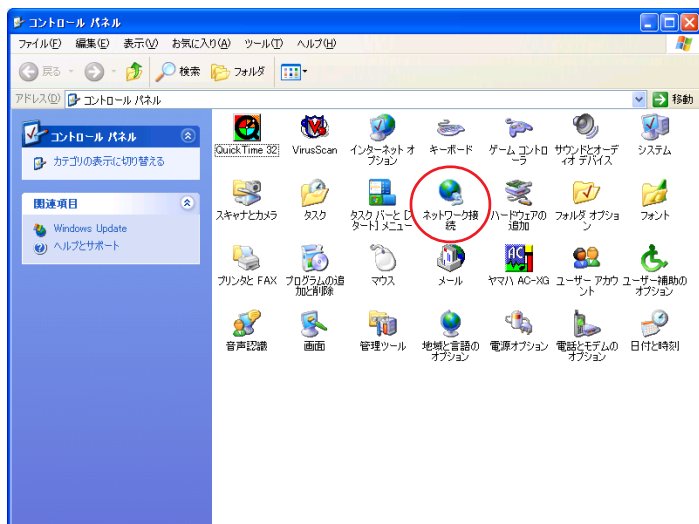 コントロール パネル
ファイル(F) 編集(E) 表示(V) お気に入り(A) ツール(T) ヘルプ(H)
戻る 検索 フォルダ
アドレス(D) コントロール パネル 移動
コントロール パネル
カテゴリの表示に切り替える
関連項目
Windows Update
ヘルプとサポート
QuickTime 32
VirusScan
インターネット オ
プション
キーボード
ゲーム コントロ
ーラ
サウンドとオーデ
ィオ デバイス
システム
スキャナとカメラ
タスク
タスク バーと [ス
タート] メニュー
ネットワーク接
続
ハードウェアの
追加
フォルダ オプショ
ン
フォント
プリンタと FAX
プログラムの追
加と削除
マウス
メール
ヤマハ AC-XG
ユーザー アカウ
ント
ユーザー補助の
オプション
音声認識
画面
管理ツール
地域と言語の
オプション
電源オプション
電話とモデムの
オプション
日付と時刻